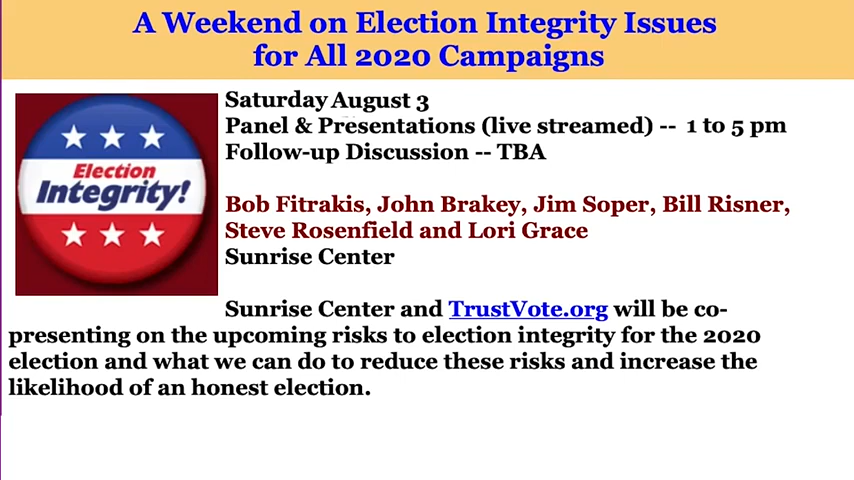 A Weekend on Election Integrity Issues
for All 2020 Campaigns
Saturday August 3
Panel & Presentations (live streamed) -- 1 to 5 pm
Follow-up Discussion -- TBA
Election
Integrity!
Bob Fitrakis, John Brakey, Jim Soper, Bill Risner,
Steve Rosenfield and Lori Grace
Sunrise Center
Sunrise Center and TrustVote.org will be co-
presenting on the upcoming risks to election integrity for the 2020
election and what we can do to reduce these risks and increase the
likelihood of an honest election.